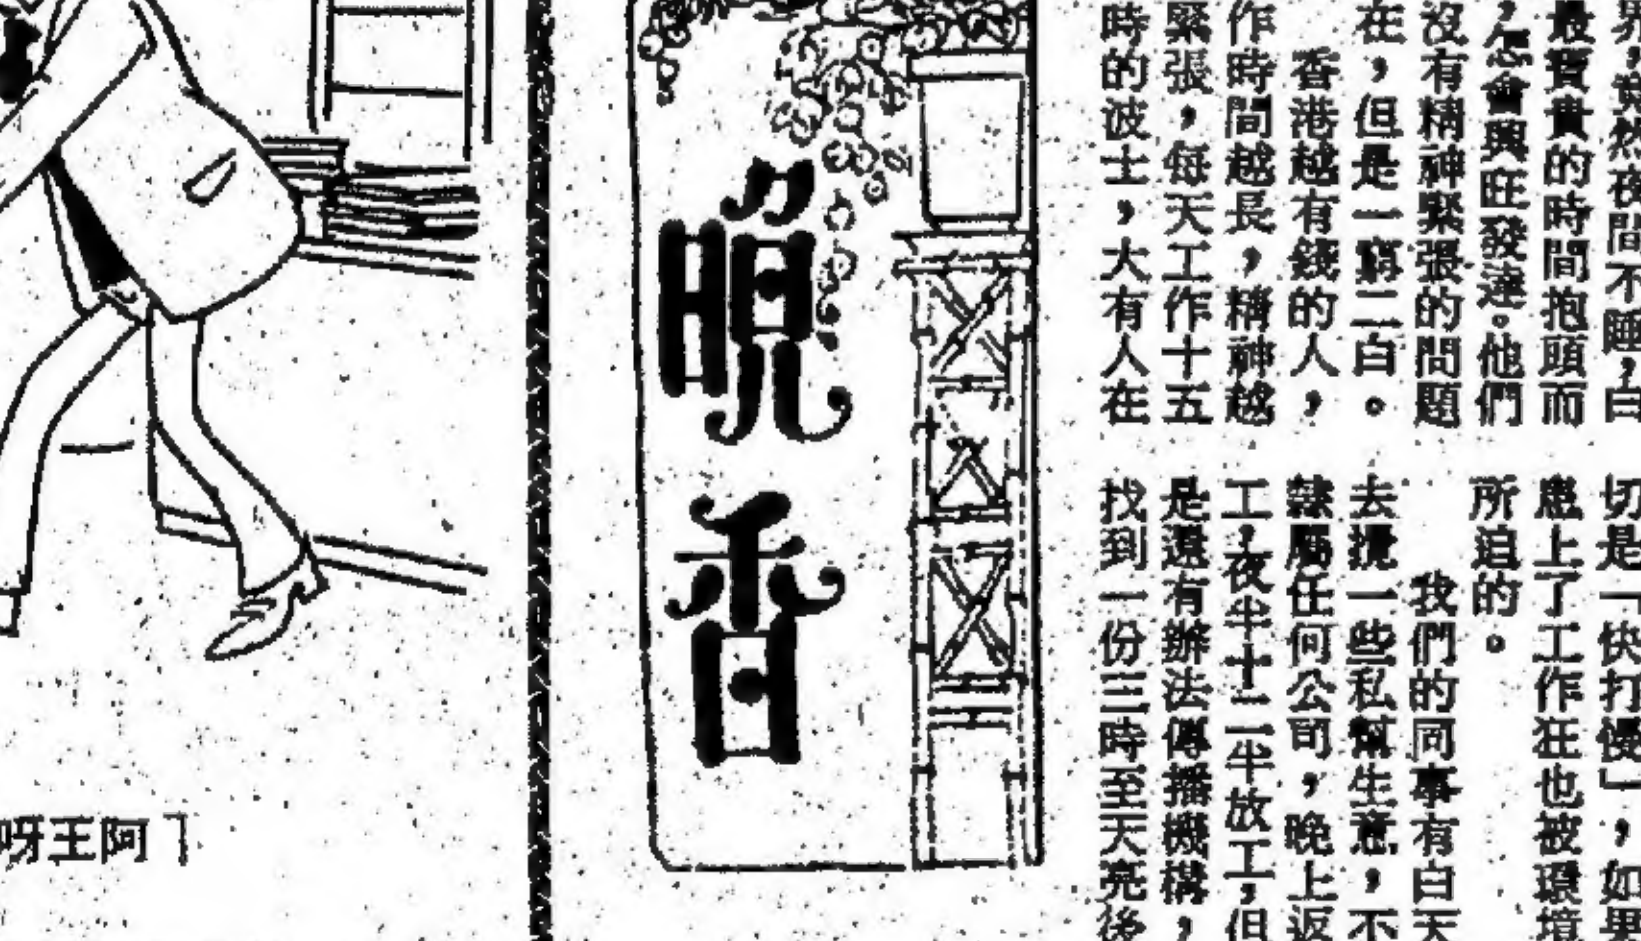 界，竟然夜間不睡，白
最寶貴的時間抱頭而
，怎會興旺發達。他們
沒有精神緊張的問題
在，但是一窮二白。
香港越有錢的人，
作時間越長，精神越
緊張，每天工作十五
時的波士，大有人在
切是「快打慢」，如果
患上了工作狂也被環境
所迫的。
我們的同事有白天
去攪一些私幫生意，不
隸屬任何公司，晚上返
工，夜半十二半放工，但
是還有辦法傳播機構，
找到一份三時至天亮後
晚香
阿王呀